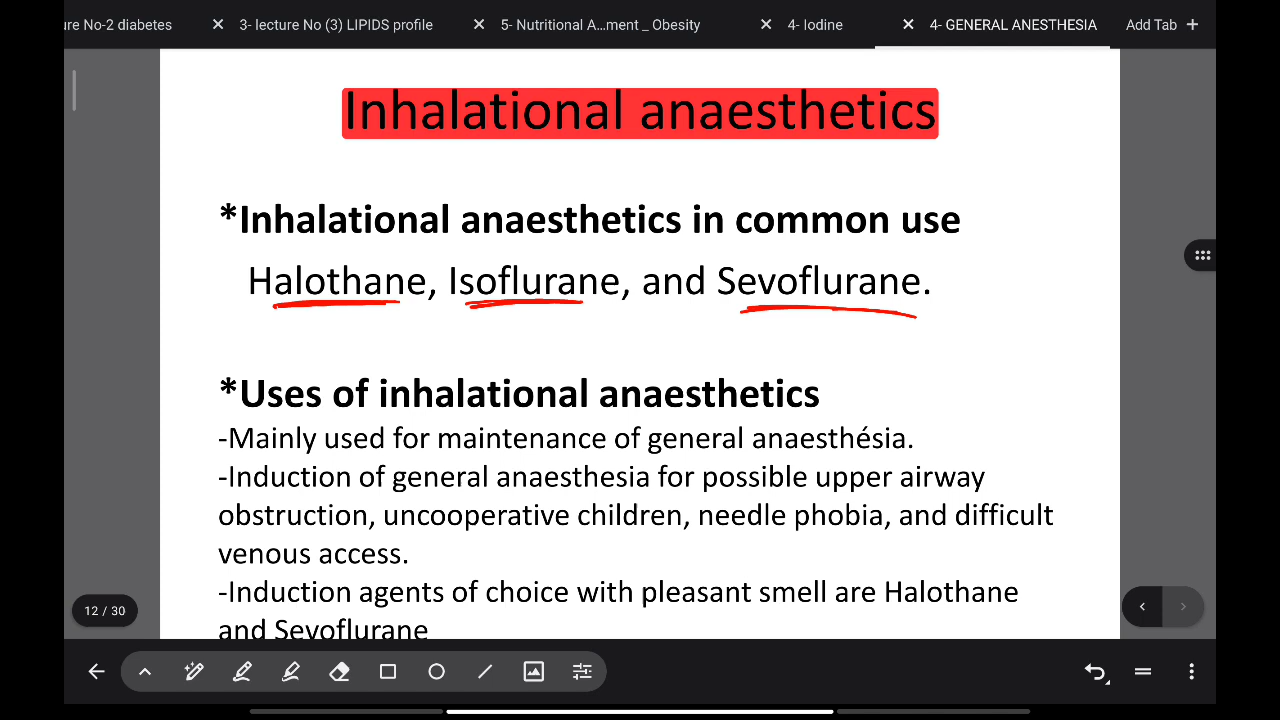 ure No-2 diabetes
3- lecture No (3) LIPIDS profile
5- Nutritional A...ment _ Obesity
4- Iodine
4- GENERAL ANESTHESIA
Add Tab +
Inhalational anaesthetics
*Inhalational anaesthetics in common use
Halothane, Isoflurane, and Sevoflurane.
*Uses of inhalational anaesthetics
-Mainly used for maintenance of general anaesthésia.
-Induction of general anaesthesia for possible upper airway
obstruction, uncooperative children, needle phobia, and difficult
venous access.
-Induction agents of choice with pleasant smell are Halothane
and Sevoflurane
12 / 30